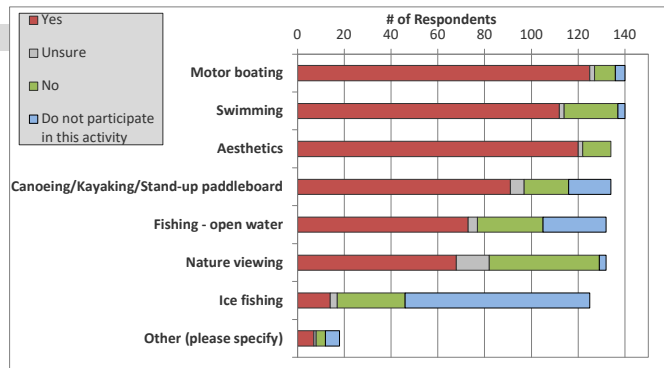 Yes
Unsure
No
Do not participate
in this activity
# of Respondents
0 20 40 60 80 100 120 140
Motor boating
Swimming
Aesthetics
Canoeing/Kayaking/Stand-up paddleboard
Fishing - open water
Nature viewing
Ice fishing
Other (please specify)